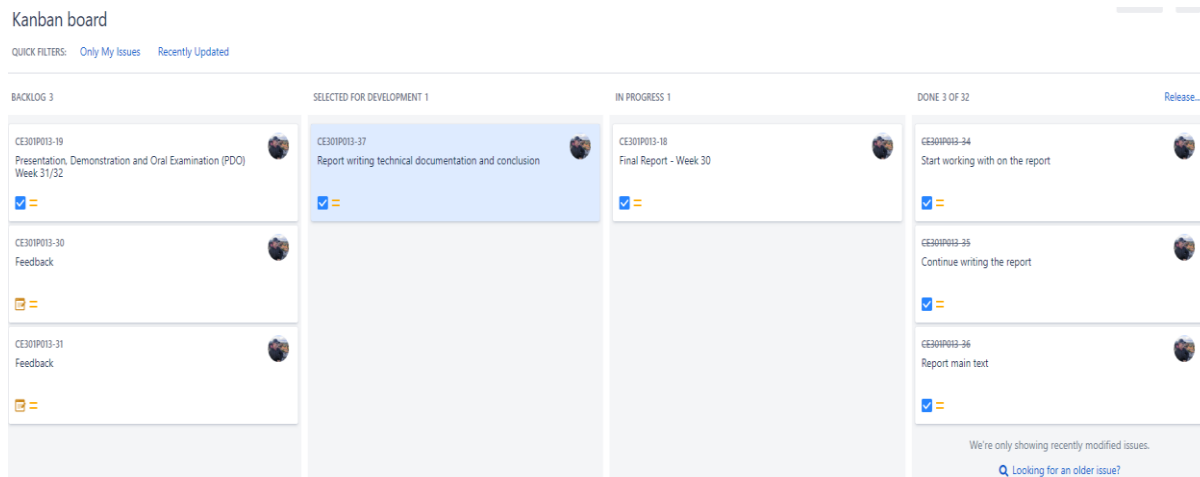 Kanban board
QUICK FILTERS: Only My Issues Recently Updated
BACKLOG 3
CE301P013-19
Presentation, Demonstration and Oral Examination (PDO)
Week 31/32
CE301P013-30
Feedback
CE301P013-31
Feedback
SELECTED FOR DEVELOPMENT 1
CE301P013-37
Report writing technical documentation and conclusion
IN PROGRESS 1
CE301P013-18
Final Report - Week 30
DONE 3 OF 32 Release...
CE301P013-34
Start working with on the report
CE301P013-35
Continue writing the report
CE301P013-36
Report main text
We're only showing recently modified issues.
Looking for an older issue?